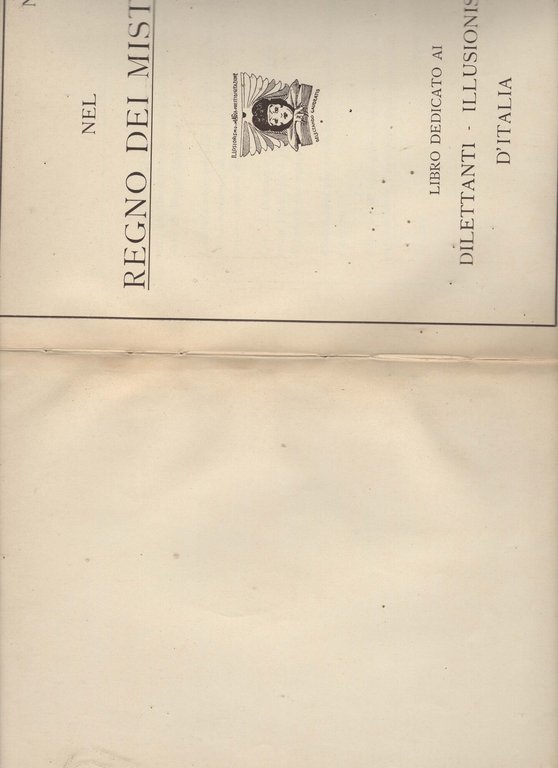 NEL
REGNO DEI MIST
LIBRO DEDICATO AI
DILETTANTI - ILLUSIONIS
D'ITALIA